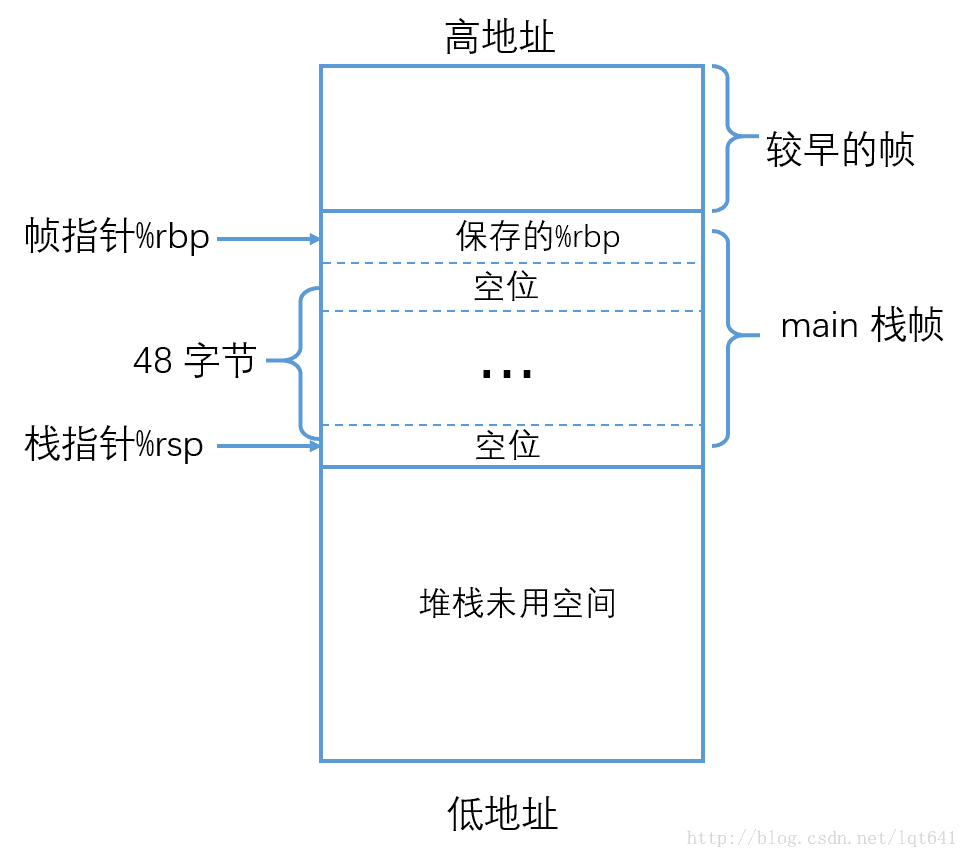 高地址
较早的帧
帧指针%rbp
保存的%rbp
空位
main 栈帧
48 字节
...
栈指针%rsp
空位
堆栈未用空间
低地址
http://blog.csdn.net/lqt641